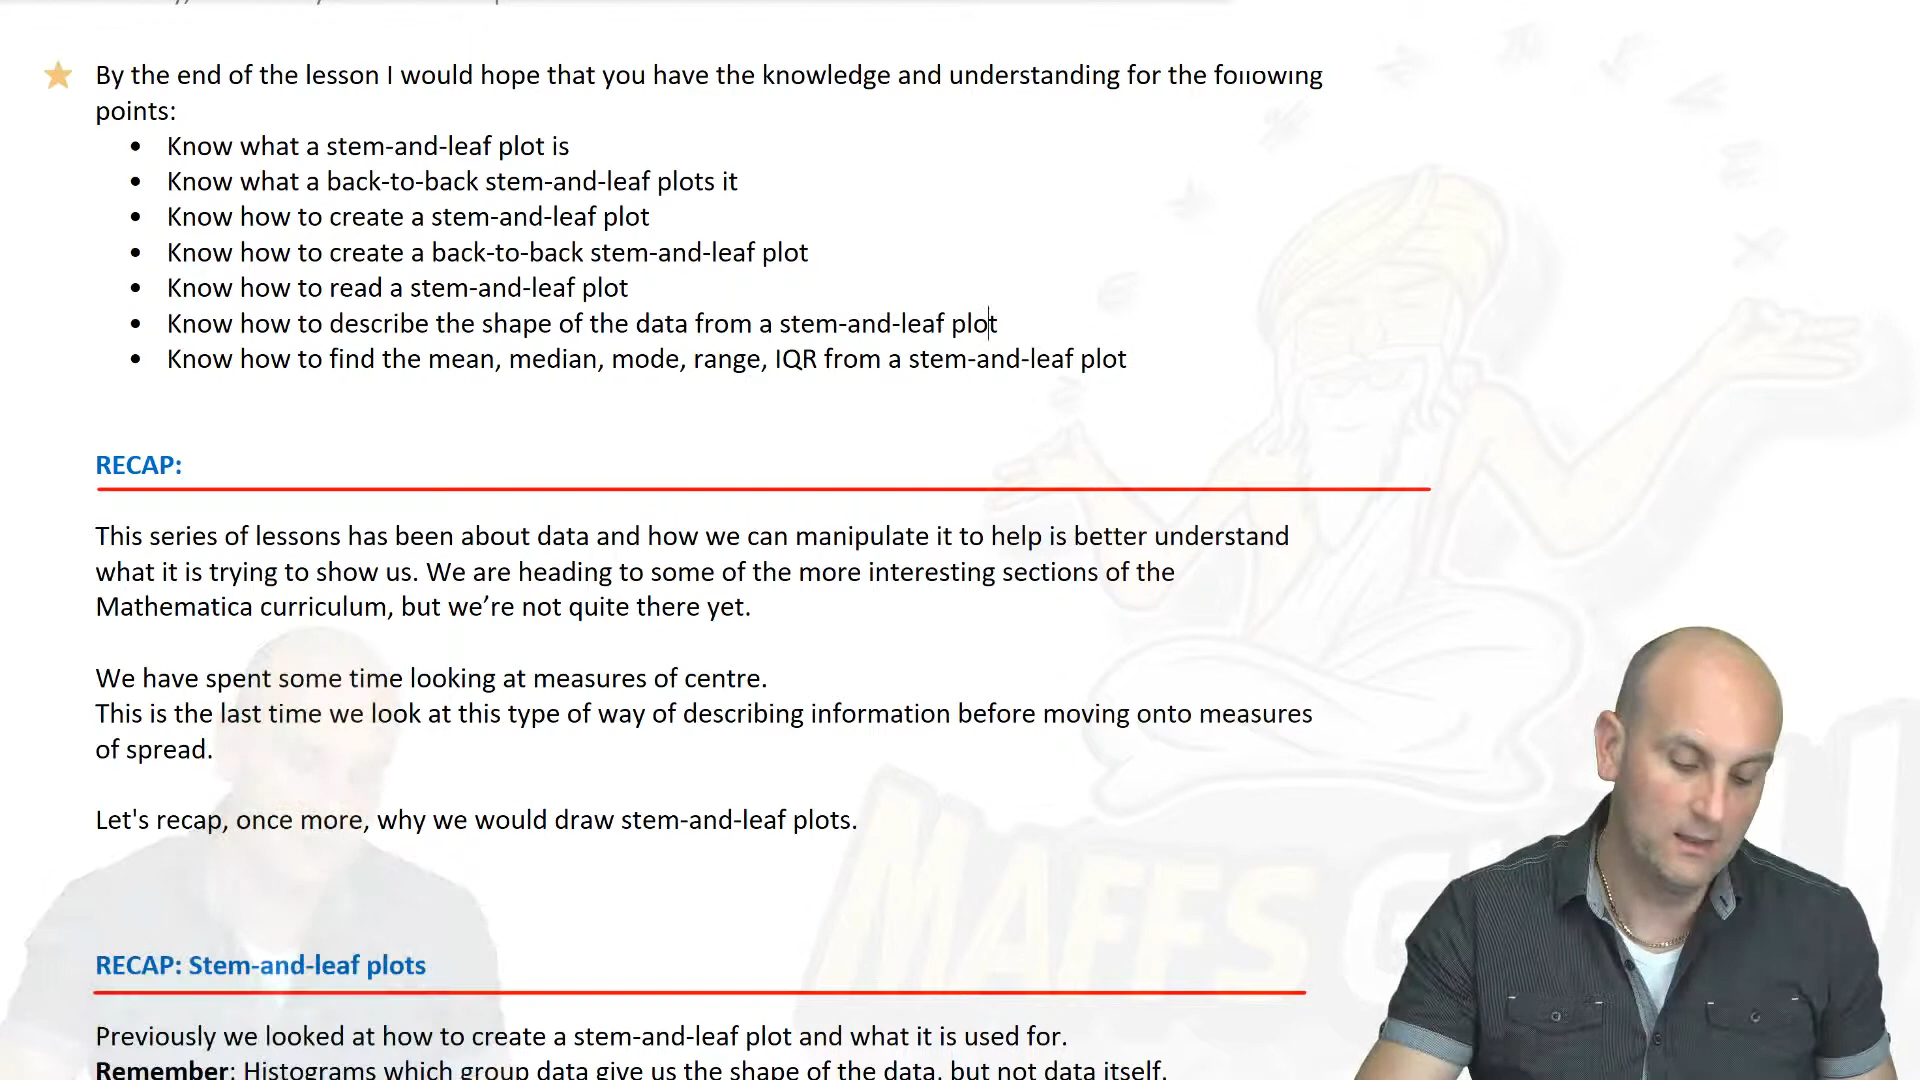 By the end of the lesson I would hope that you have the knowledge and understanding for the following
points:
• Know what a stem-and-leaf plot is
• Know what a back-to-back stem-and-leaf plots it
• Know how to create a stem-and-leaf plot
• Know how to create a back-to-back stem-and-leaf plot
• Know how to read a stem-and-leaf plot
• Know how to describe the shape of the data from a stem-and-leaf plot
• Know how to find the mean, median, mode, range, IQR from a stem-and-leaf plot
RECAP:
This series of lessons has been about data and how we can manipulate it to help is better understand
what it is trying to show us. We are heading to some of the more interesting sections of the
Mathematica curriculum, but we’re not quite there yet.
We have spent some time looking at measures of centre.
This is the last time we look at this type of way of describing information before moving onto measures
of spread.
Let's recap, once more, why we would draw stem-and-leaf plots.
MAFFS
RECAP: Stem-and-leaf plots
Previously we looked at how to create a stem-and-leaf plot and what it is used for.
Remember: Histograms which group data give us the shape of the data, but not data itself.